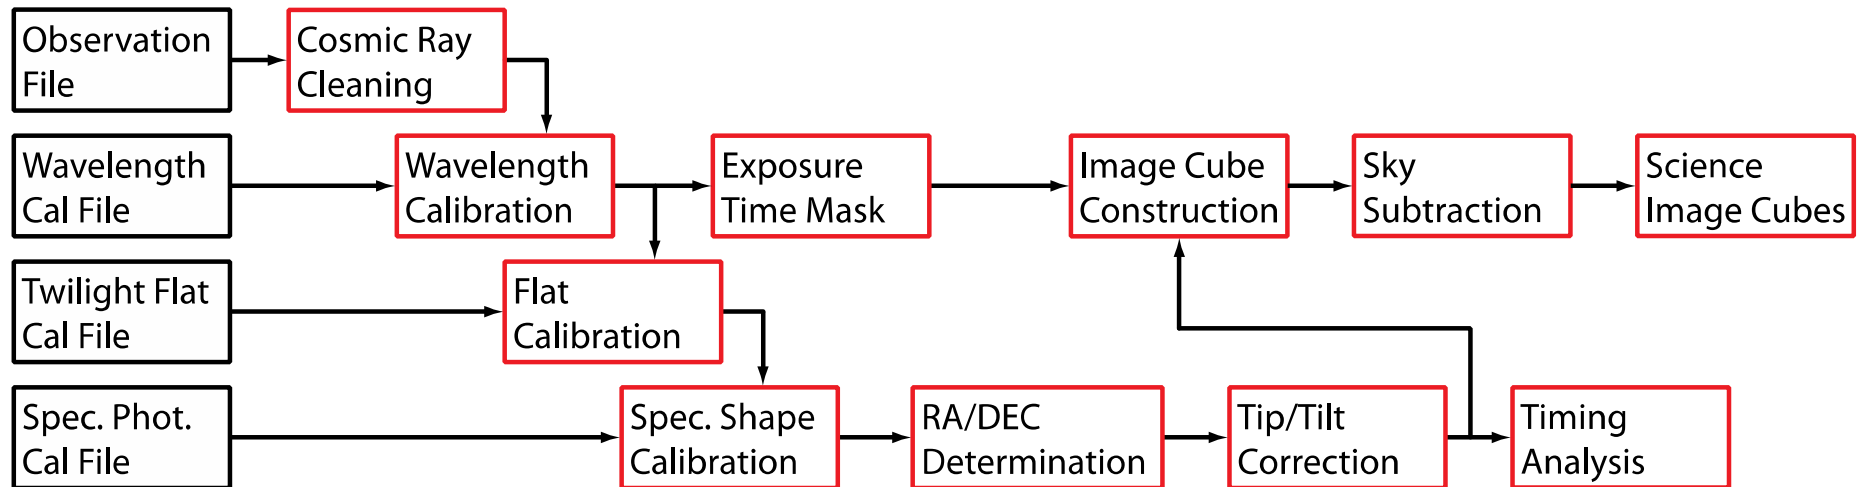 Observation
File
Cosmic Ray
Cleaning
Wavelength
Cal File
Wavelength
Calibration
Exposure
Time Mask
Image Cube
Construction
Sky
Subtraction
Science
Image Cubes
Twilight Flat
Cal File
Flat
Calibration
Spec. Phot.
Cal File
Spec. Shape
Calibration
RA/DEC
Determination
Tip/Tilt
Correction
Timing
Analysis